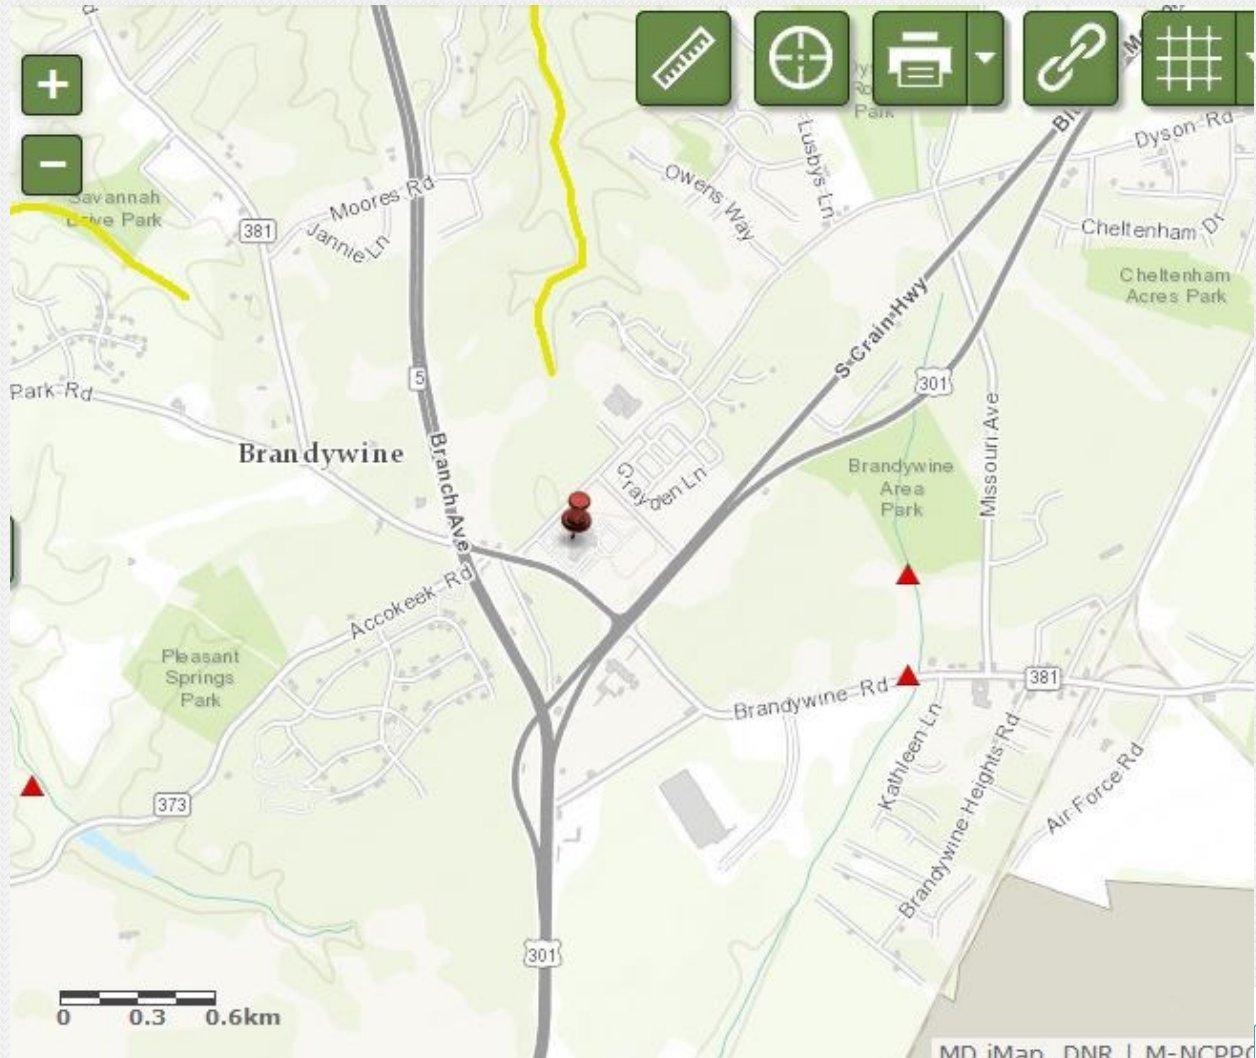 +
−
Savannah
Drive Park
381
Moores Rd
Jannie Ln
Owens Way
Lusbys Ln
Park
Dyson Rd
Cheltenham Dr
Cheltenham
Acres Park
S Crain Hwy
301
5
Park Rd
Brandywine
Branch Ave
Grayden Ln
Brandywine
Area
Park
Missouri Ave
Accokeek Rd
Pleasant
Springs
Park
Brandywine Rd
381
Kathleen Ln
Brandywine Heights Rd
Air Force Rd
373
301
0 0.3 0.6km
MD iMap, DNR | M-NCPPC